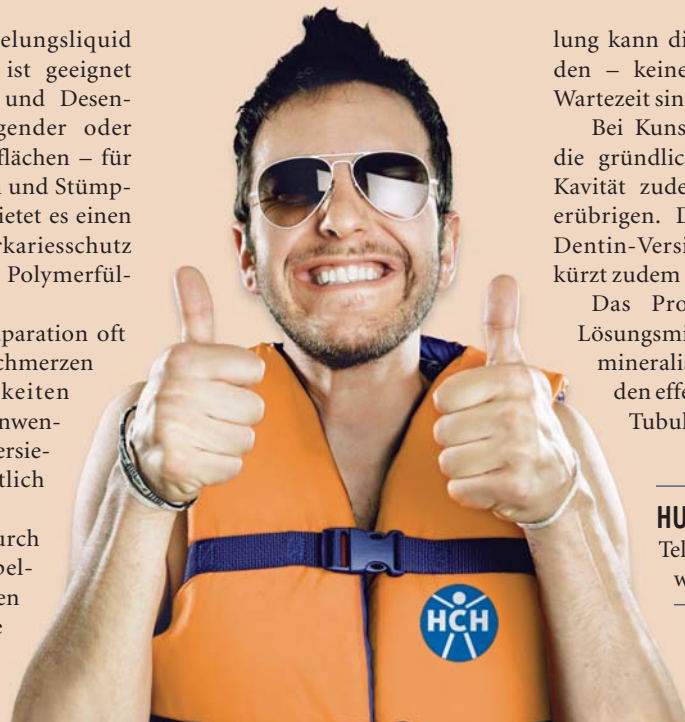 elungsliquid
ist geeignet
und Desen-
gender oder
flächen – für
und Stümp-
ietet es einen
rkariesschutz
Polymerfül-
paration oft
chmerzen
keiten
nwen-
ersie-
tlich
urch
pel-
en
lung kann di
den – keine
Wartezeit sin
Bei Kuns
die gründlic
Kavität zude
erübrigen. D
Dentin-Versi
kürzt zudem
Das Pro
Lösungsmi
mineralia
den effe
Tubul
HU
Tel
w
HCH